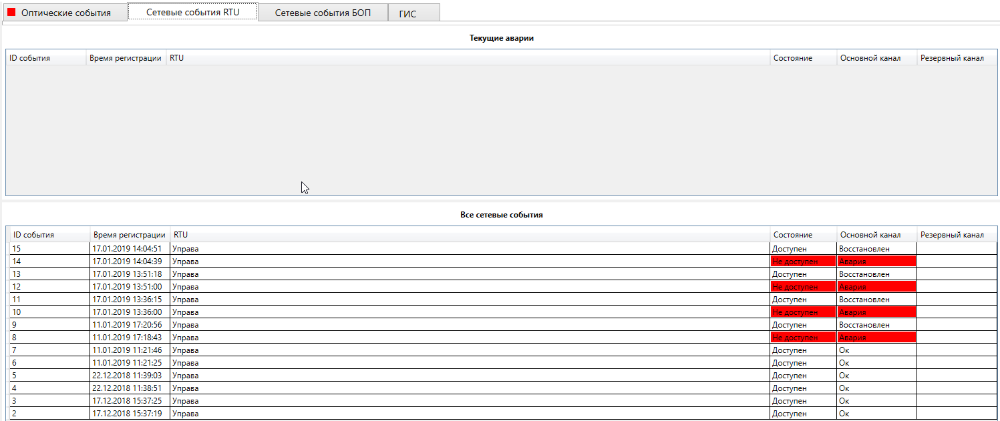 Оптические события Сетевые события RTU Сетевые события БОП ГИС
Текущие аварии
ID события Время регистрации RTU Состояние Основной канал Резервный канал
Все сетевые события
ID события Время регистрации RTU Состояние Основной канал Резервный канал
15 17.01.2019 14:04:51 Управа Доступен Восстановлен
14 17.01.2019 14:04:39 Управа Не доступен Авария
13 17.01.2019 13:51:18 Управа Доступен Восстановлен
12 17.01.2019 13:51:00 Управа Не доступен Авария
11 17.01.2019 13:36:15 Управа Доступен Восстановлен
10 17.01.2019 13:36:00 Управа Не доступен Авария
9 11.01.2019 17:20:56 Управа Доступен Восстановлен
8 11.01.2019 17:18:43 Управа Не доступен Авария
7 11.01.2019 11:21:46 Управа Доступен Ок
6 11.01.2019 11:21:25 Управа Доступен Ок
5 22.12.2018 11:39:03 Управа Доступен Ок
4 22.12.2018 11:38:51 Управа Доступен Ок
3 17.12.2018 15:37:25 Управа Доступен Ок
2 17.12.2018 15:37:19 Управа Доступен Ок